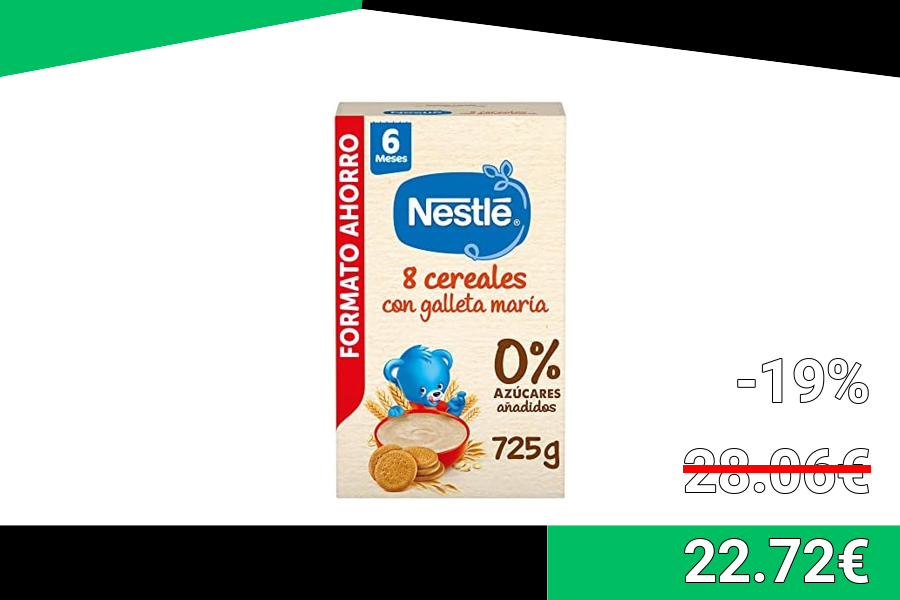 FORMATO AHORRO
6
Meses
Nestlé®
8 cereales
con galleta maría
0%
AZÚCARES
añadidos
725g
-19%
28.06€
22.72€